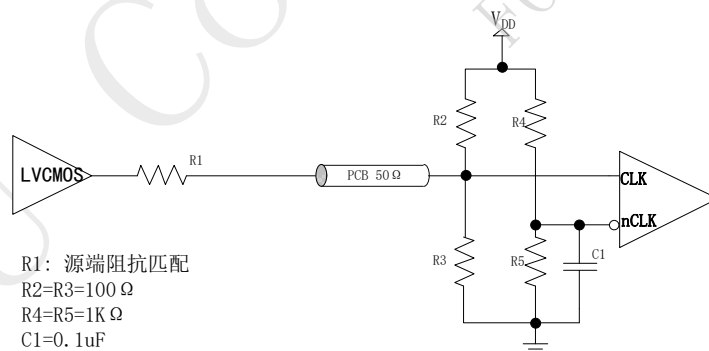 V_DD
R2
R4
LVCMOS
R1
PCB 50Ω
CLK
nCLK
R3
R5
C1
R1: 源端阻抗匹配
R2=R3=100Ω
R4=R5=1KΩ
C1=0.1uF